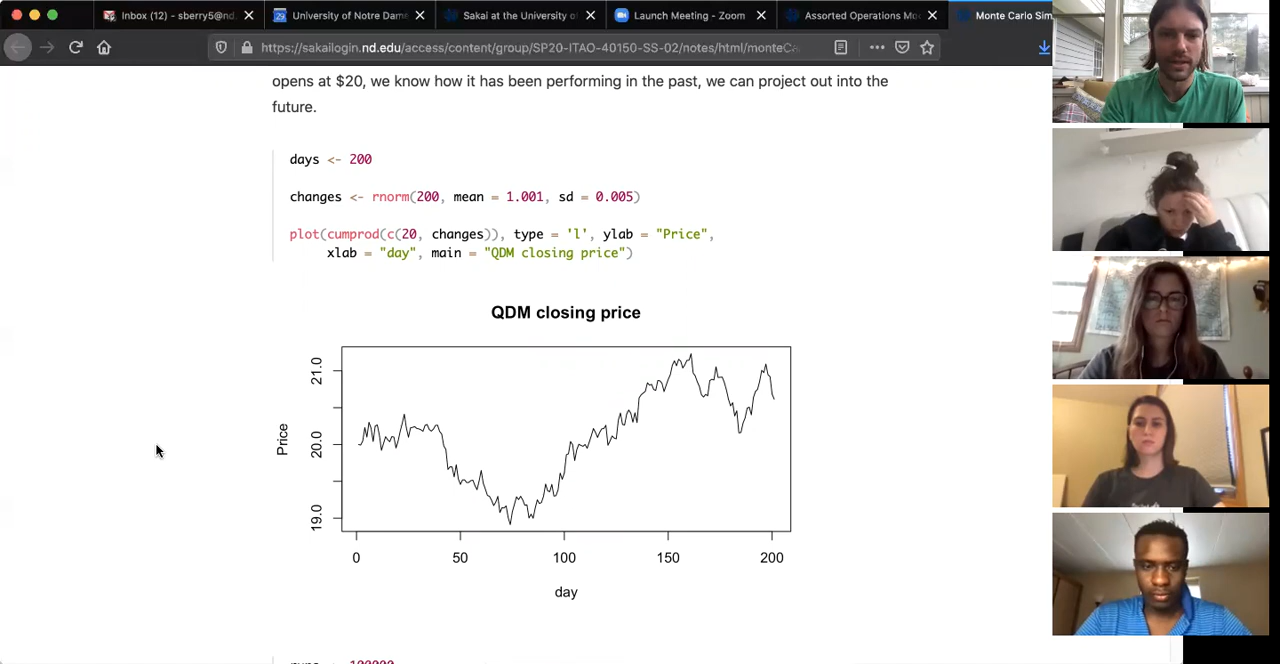 Inbox (12) - sberry5@nd.
University of Notre Dame
Sakai at the University of
Launch Meeting - Zoom
Assorted Operations Mo
Monte Carlo Sim
https://sakailogin.nd.edu/access/content/group/SP20-ITAO-40150-SS-02/notes/html/monteCa
opens at $20, we know how it has been performing in the past, we can project out into the
future.
days <- 200
changes <- rnorm(200, mean = 1.001, sd = 0.005)
plot(cumprod(c(20, changes)), type = 'l', ylab = "Price",
xlab = "day", main = "QDM closing price")
QDM closing price
Price
21.0
20.0
19.0
0 50 100 150 200
day
runs <- 100000